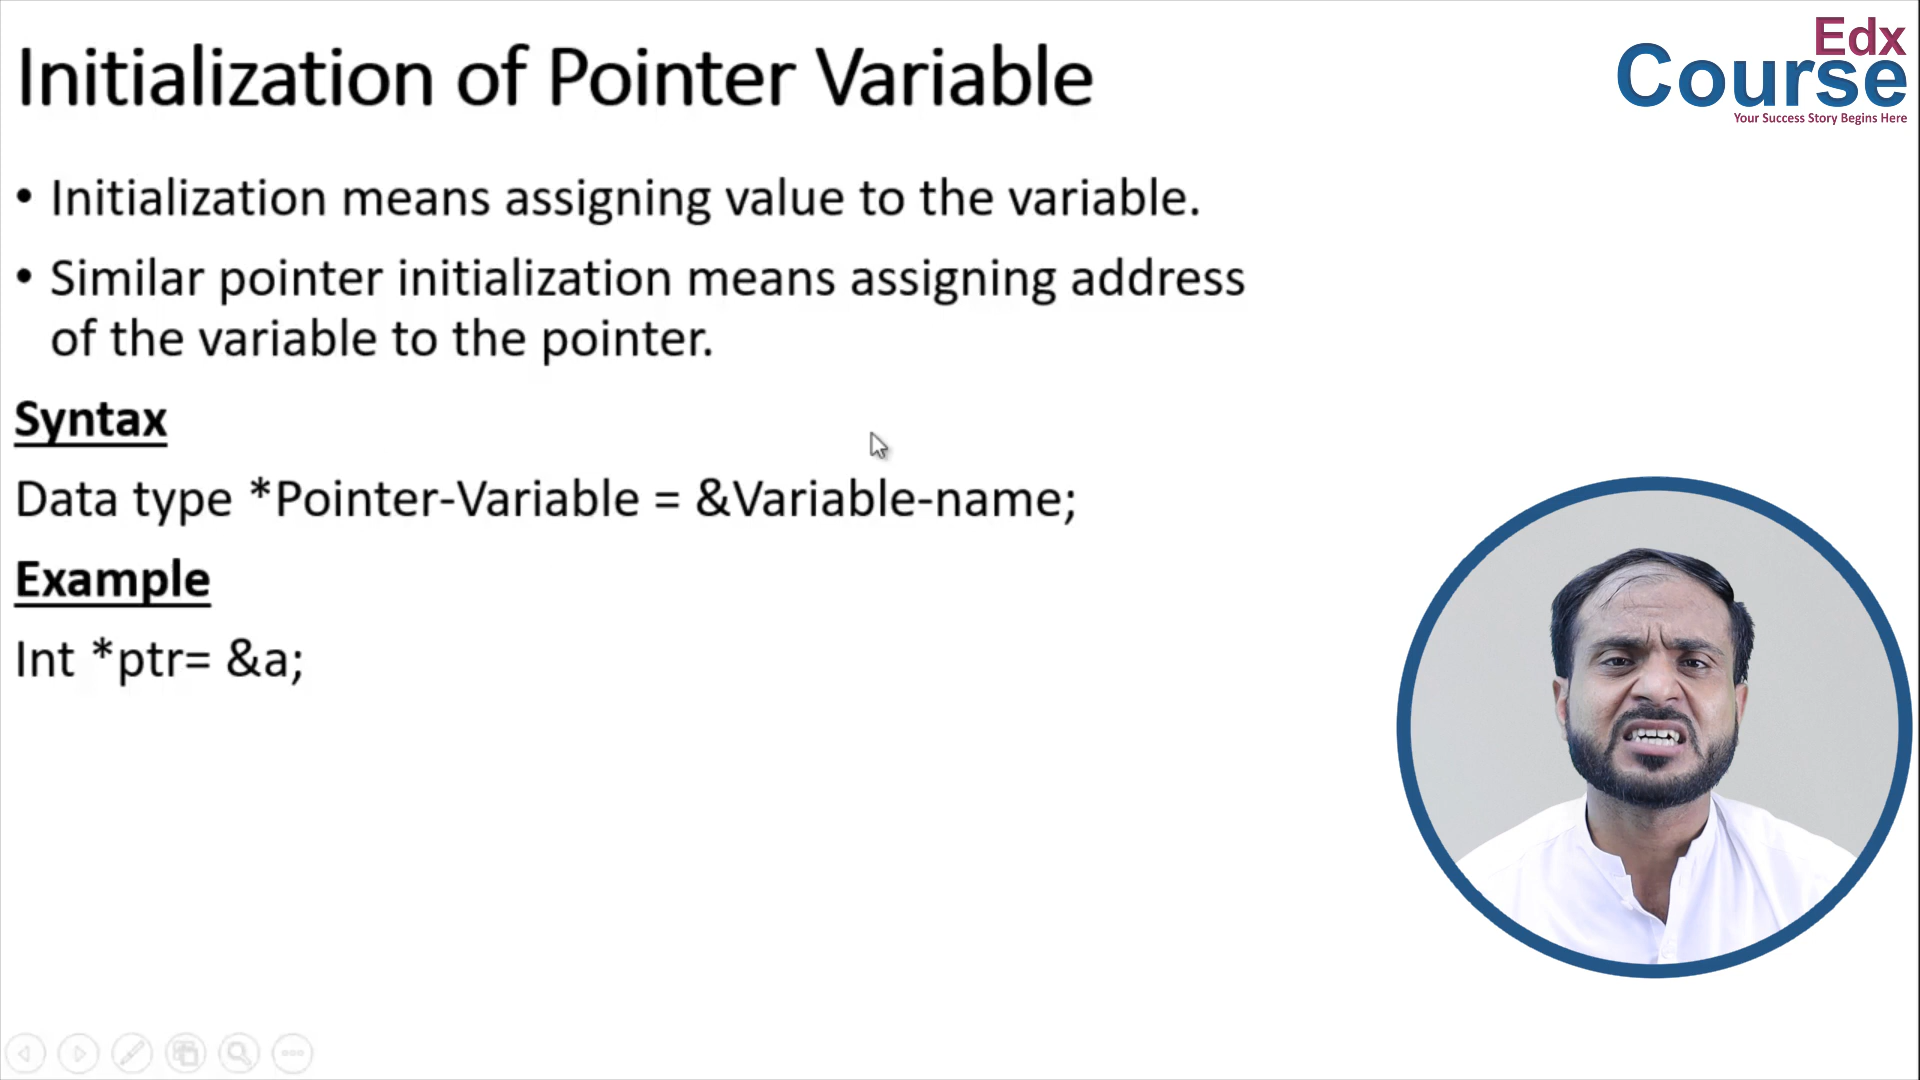 Initialization of Pointer Variable
Edx
Course
Your Success Story Begins Here
• Initialization means assigning value to the variable.
• Similar pointer initialization means assigning address
of the variable to the pointer.
Syntax
Data type *Pointer-Variable = &Variable-name;
Example
Int *ptr= &a;